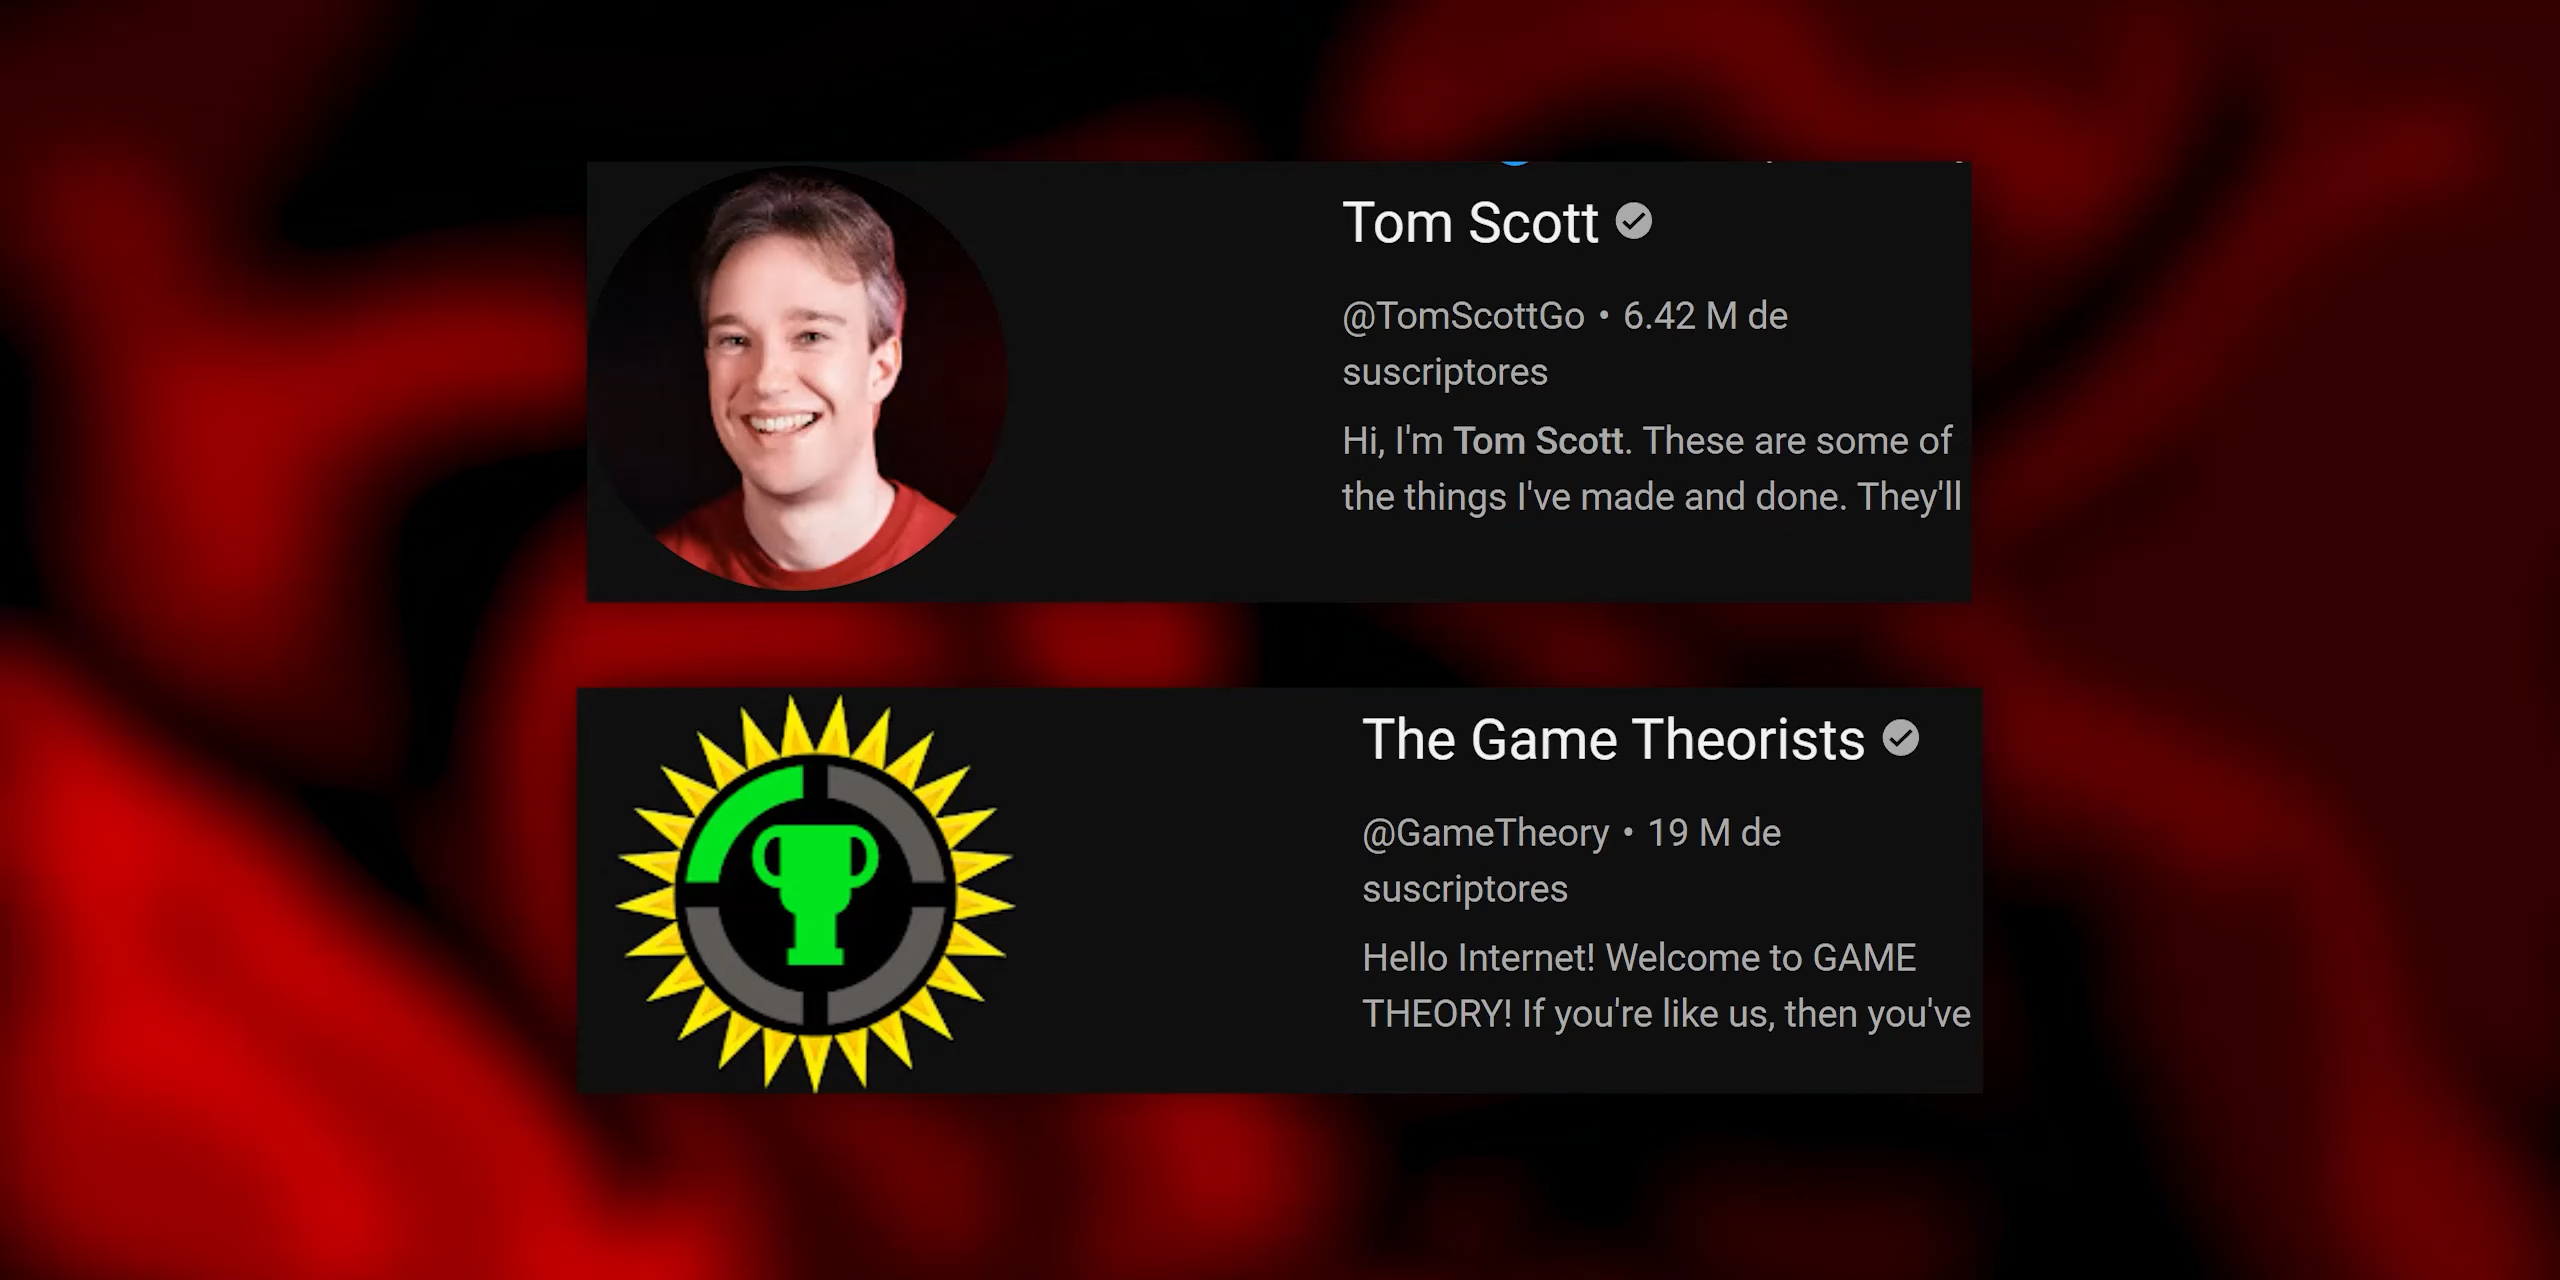 Tom Scott
@TomScottGo • 6.42 M de
suscriptores
Hi, I'm Tom Scott. These are some of
the things I've made and done. They'll
The Game Theorists
@GameTheory • 19 M de
suscriptores
Hello Internet! Welcome to GAME
THEORY! If you're like us, then you've